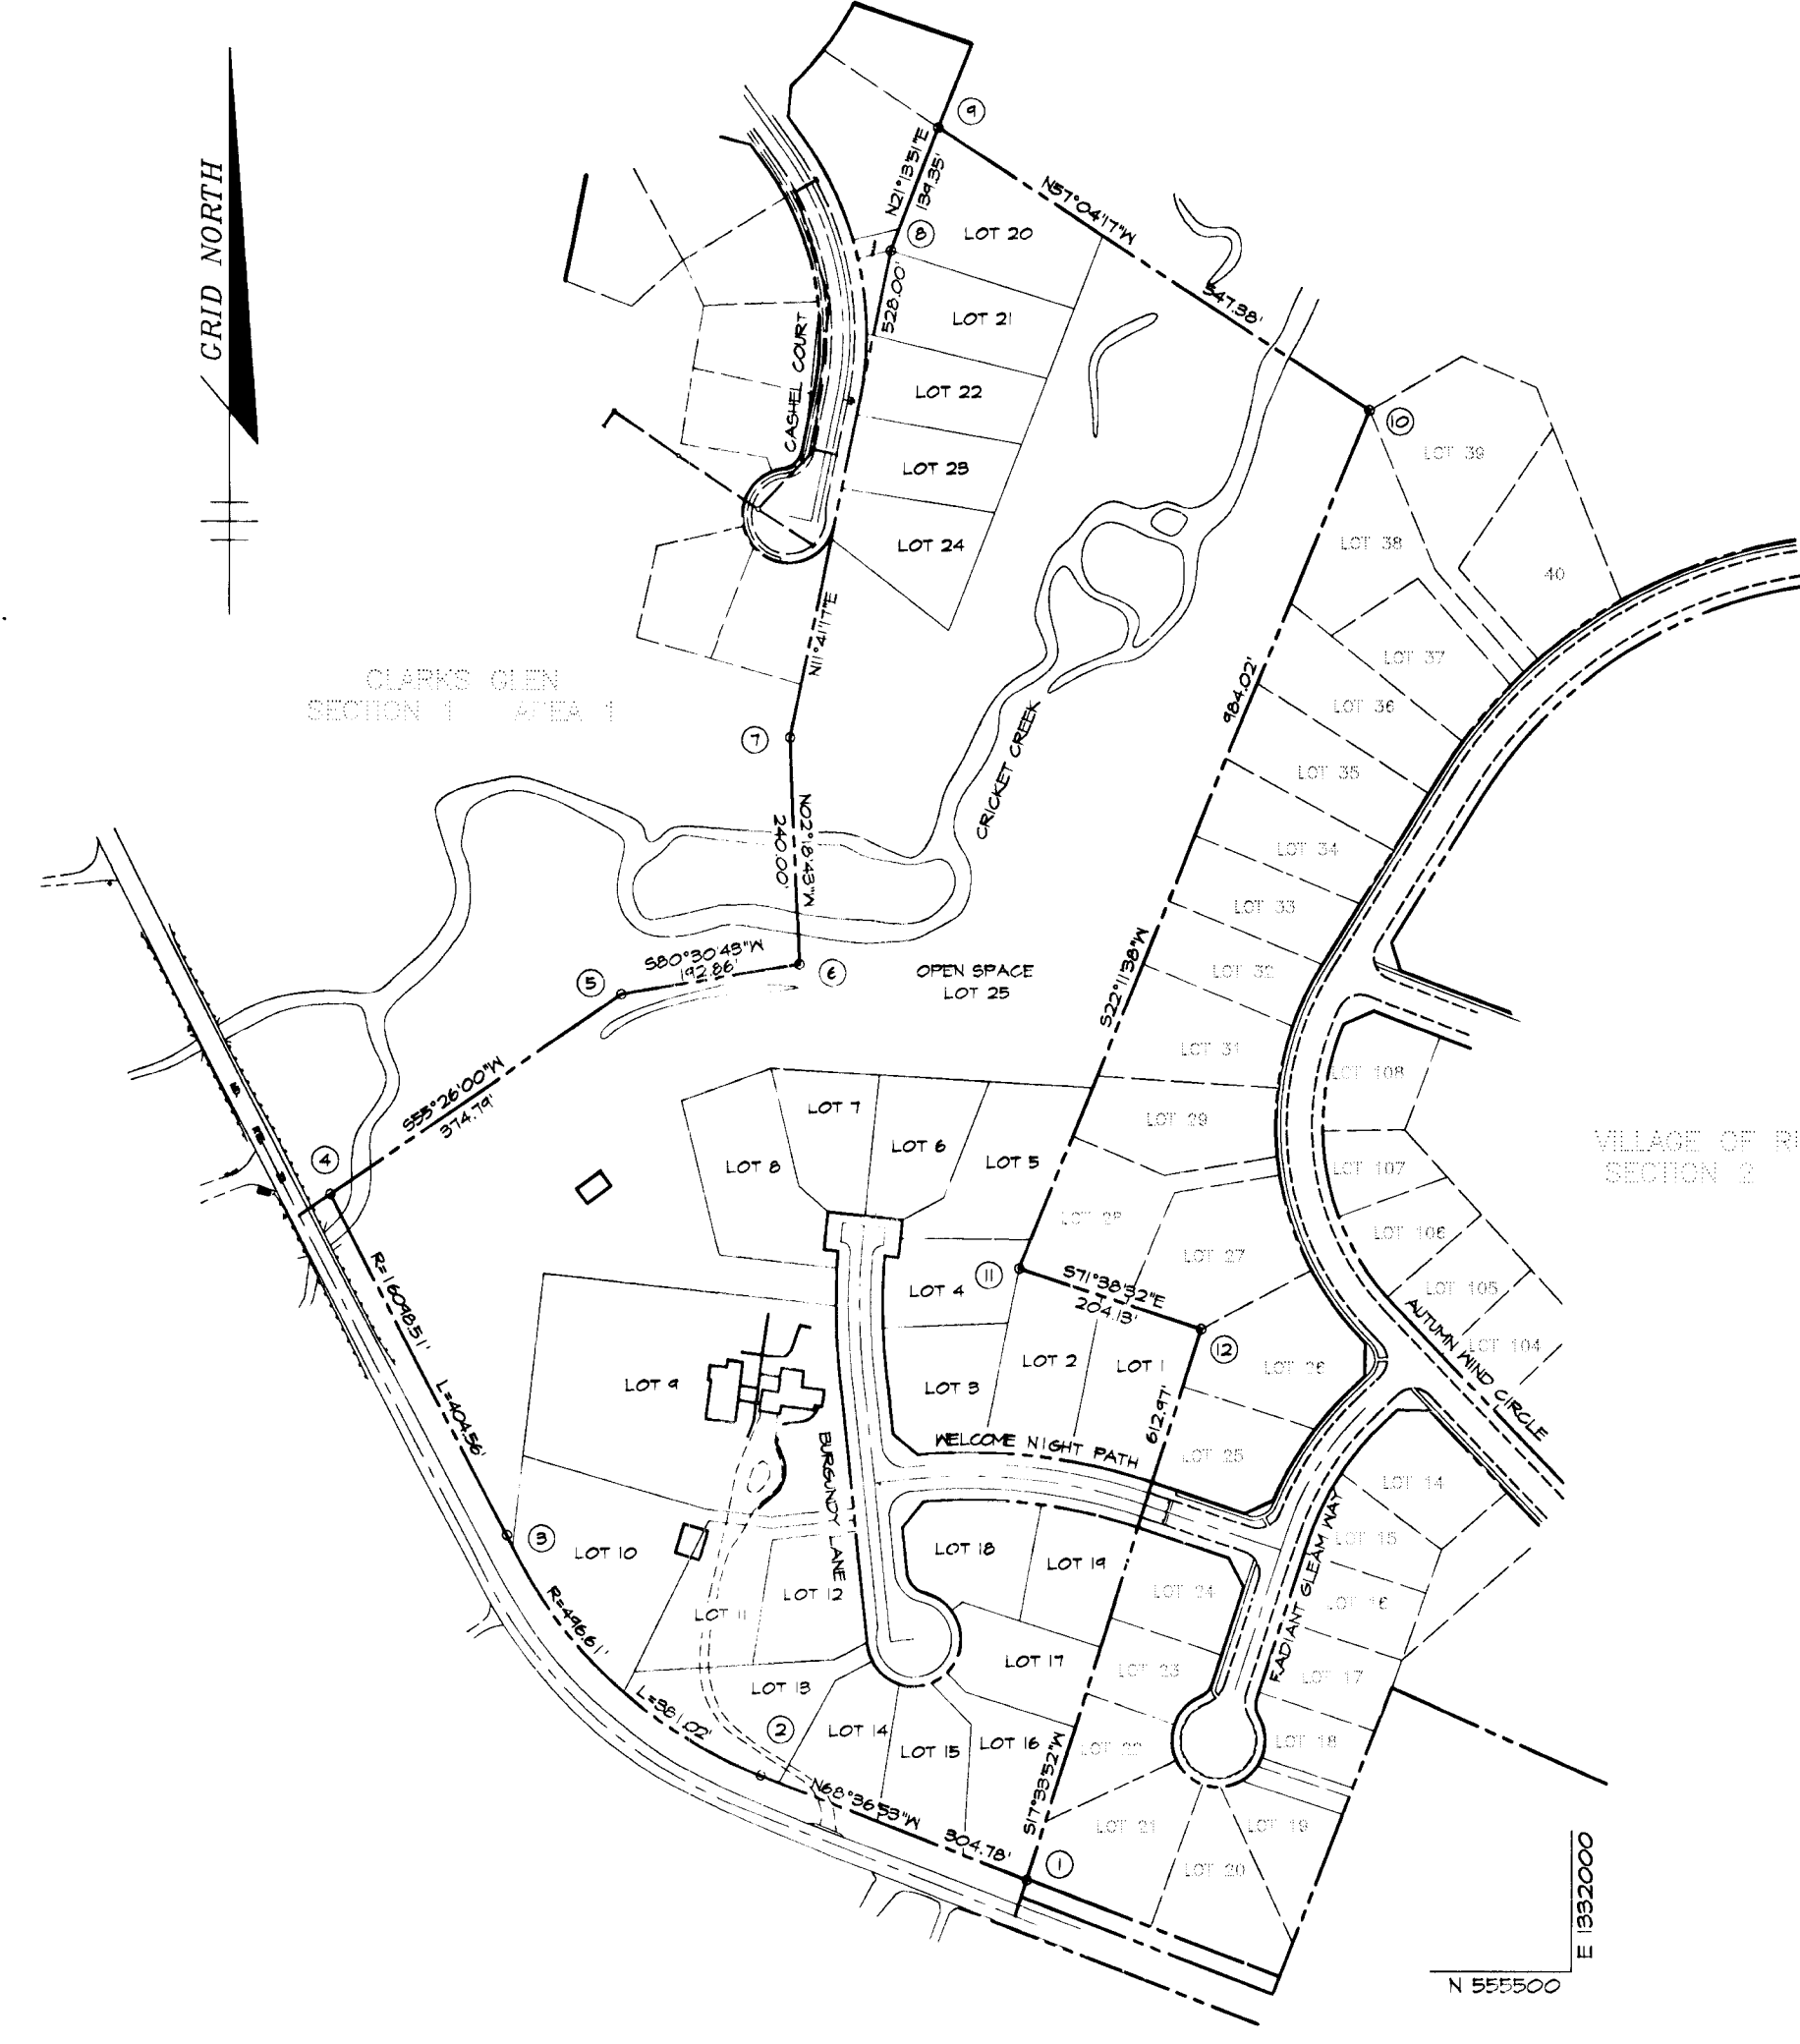 GRID NORTH
9
N21°13'51"E
139.35'
8
N57°04'17"W
547.38'
LOT 20
528.00'
LOT 21
CASHEL COURT
LOT 22
LOT 23
LOT 24
10
LOT 39
LOT 38
40
LOT 37
N11°41'17"E
LOT 36
984.02'
CLARKS GLEN
SECTION 1 AREA 1
CRICKET CREEK
7
LOT 35
N02°18'43"W
240.00'
LOT 34
LOT 33
S80°30'43"W
192.86'
5
6
OPEN SPACE
LOT 25
S22°11'38"W
LOT 32
LOT 31
LOT 108
S55°26'00"W
374.79'
LOT 7
LOT 6
LOT 29
4
LOT 8
LOT 5
LOT 107
VILLAGE OF R
SECTION 2
LOT 28
LOT 106
LOT 27
R=16098.51'
11
S71°38'32"E
204.13'
LOT 4
LOT 105
12
AUTUMN WIND CIRCLE
LOT 104
LOT 2
LOT 1
LOT 26
L=404.56'
LOT 9
LOT 3
612.97'
WELCOME NIGHT PATH
LOT 25
BURGUNDY LANE
LOT 14
3
LOT 10
LOT 18
LOT 19
LOT 15
RADIANT GLEAM WAY
R=496.61'
LOT 12
LOT 24
LOT 16
LOT 11
LOT 17
LOT 23
LOT 17
LOT 13
L=381.02'
2
LOT 14
LOT 15
LOT 16
LOT 22
LOT 18
N68°36'53"W
304.78'
S17°33'52"W
LOT 21
LOT 19
1
LOT 20
E 1332000
N 555500